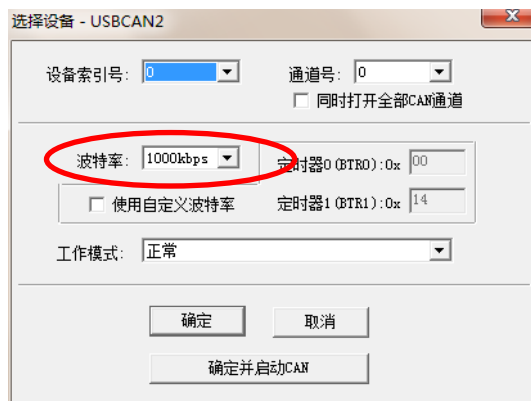 选择设备 - USBCAN2
设备索引号: 0 通道号: 0
同时打开全部CAN通道
波特率: 1000kbps 定时器0(BTR0):0x 00
使用自定义波特率 定时器1(BTR1):0x 14
工作模式: 正常
确定 取消
确定并启动CAN